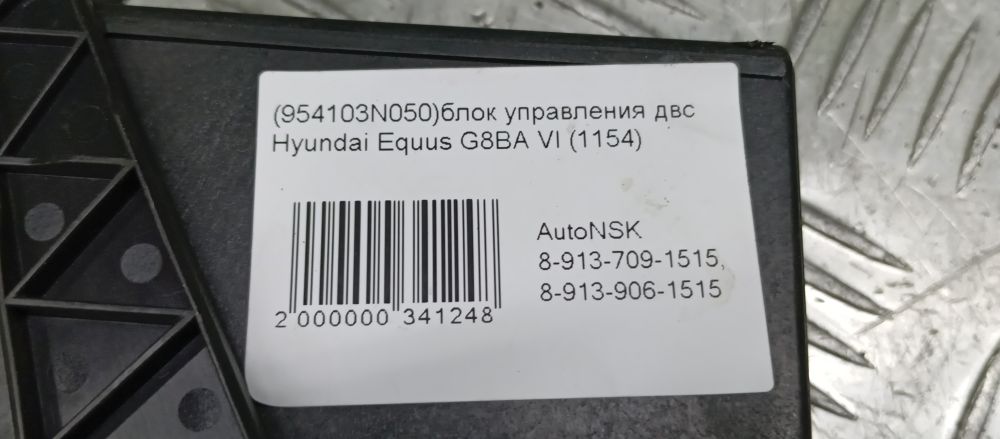 (954103N050)блок управления двс
Hyundai Equus G8BA VI (1154)
AutoNSK
8-913-709-1515,
8-913-906-1515
2 000000 341248